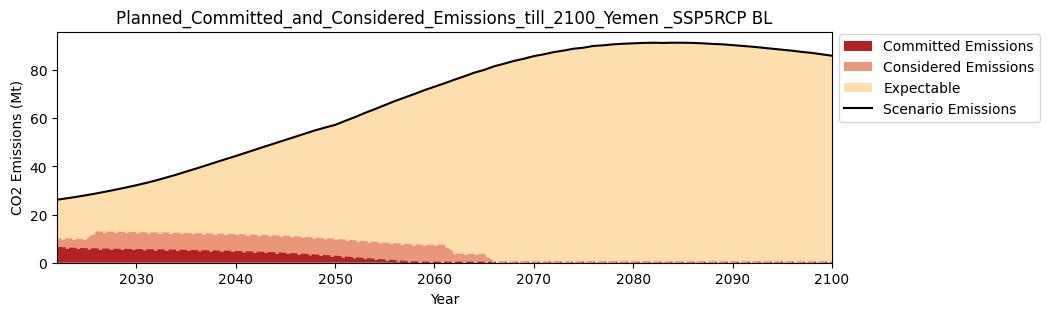 Planned_Committed_and_Considered_Emissions_till_2100_Yemen _SSP5RCP BL
Committed Emissions
Considered Emissions
Expectable
Scenario Emissions
CO2 Emissions (Mt)
80
60
40
20
0
2030 2040 2050 2060 2070 2080 2090 2100
Year